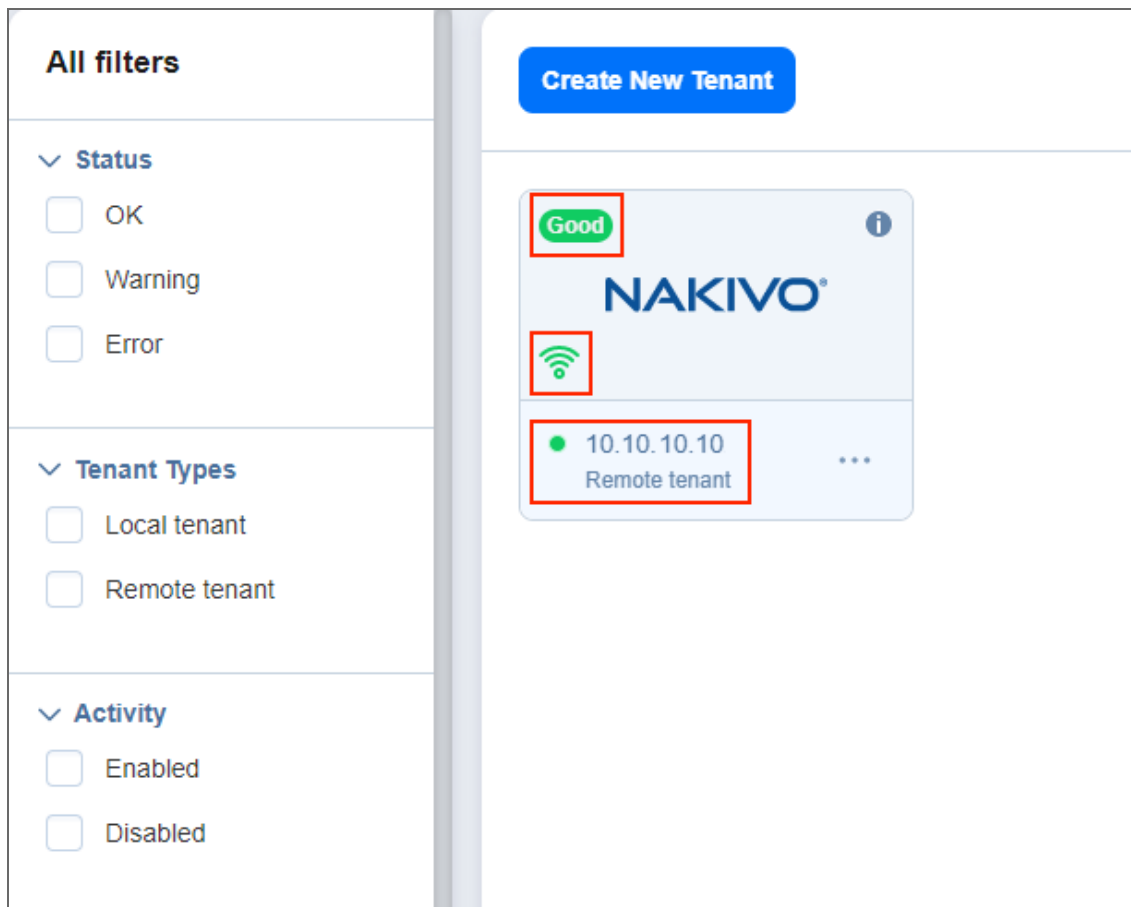 All filters
Status
OK
Warning
Error
Tenant Types
Local tenant
Remote tenant
Activity
Enabled
Disabled
Create New Tenant
Good
NAKIVO®
10.10.10.10
Remote tenant